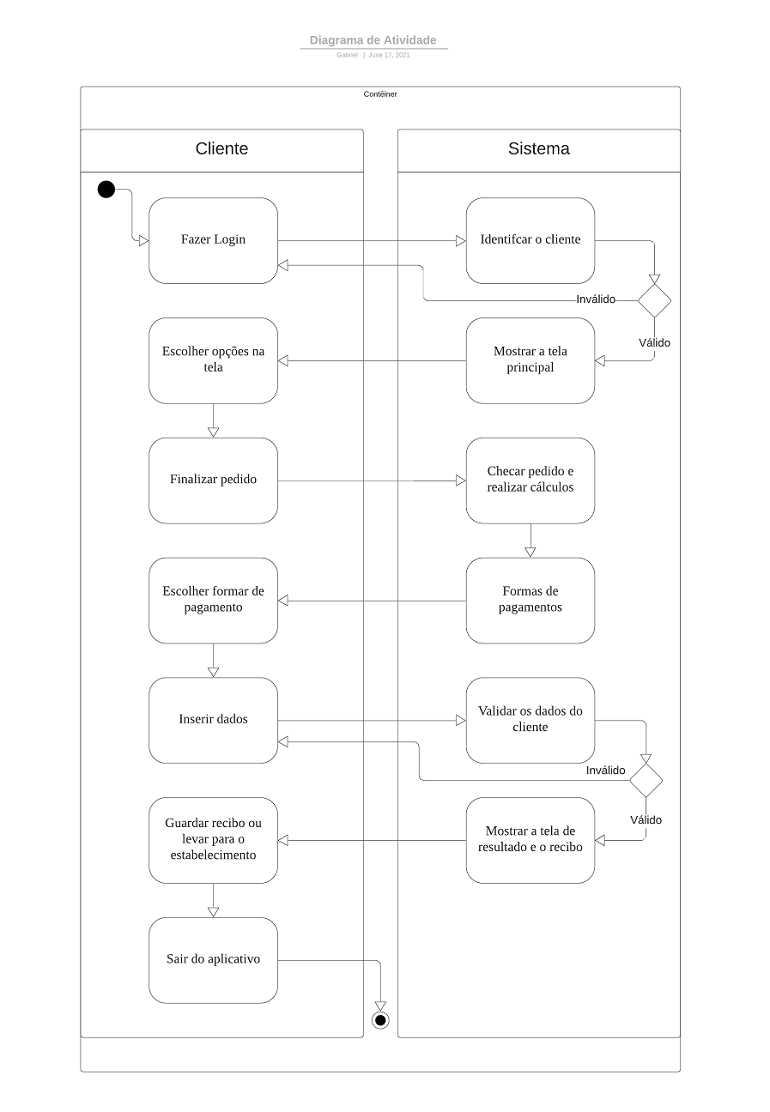 Diagrama de Atividade
Gabriel | June 17, 2021
Contêiner
Cliente
Sistema
Fazer Login
Identifcar o cliente
Inválido
Válido
Escolher opções na
tela
Mostrar a tela
principal
Finalizar pedido
Checar pedido e
realizar cálculos
Escolher formar de
pagamento
Formas de
pagamentos
Inserir dados
Validar os dados do
cliente
Inválido
Válido
Guardar recibo ou
levar para o
estabelecimento
Mostrar a tela de
resultado e o recibo
Sair do aplicativo